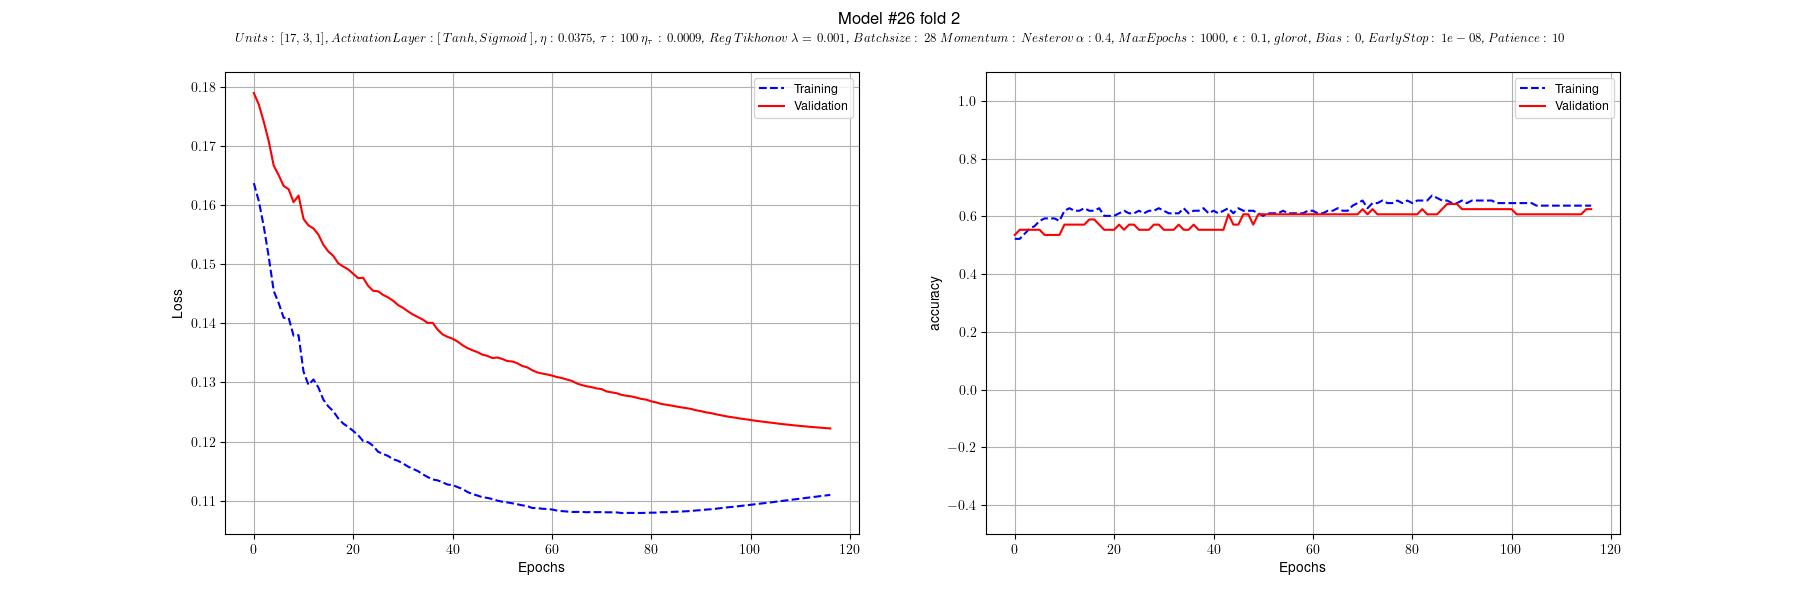 Model #26 fold 2
Units : [17, 3, 1], ActivationLayer : [ Tanh, Sigmoid ], η : 0.0375, τ : 100 η_τ : 0.0009, Reg Tikhonov λ = 0.001, Batchsize : 28 Momentum : Nesterov α : 0.4, MaxEpochs : 1000, ϵ : 0.1, glorot, Bias : 0, EarlyStop : 1e − 08, Patience : 10
0.18
0.17
0.16
0.15
0.14
0.13
0.12
0.11
Loss
0 20 40 60 80 100 120
Epochs
Training
Validation
1.0
0.8
0.6
0.4
0.2
0.0
−0.2
−0.4
accuracy
0 20 40 60 80 100 120
Epochs
Training
Validation